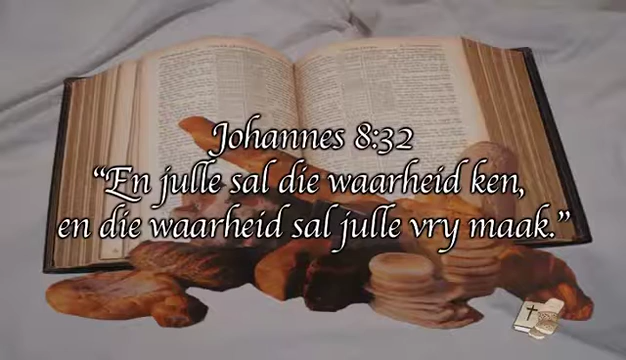 Johannes 8:32
“En julle sal die waarheid ken,
en die waarheid sal julle vry maak.”